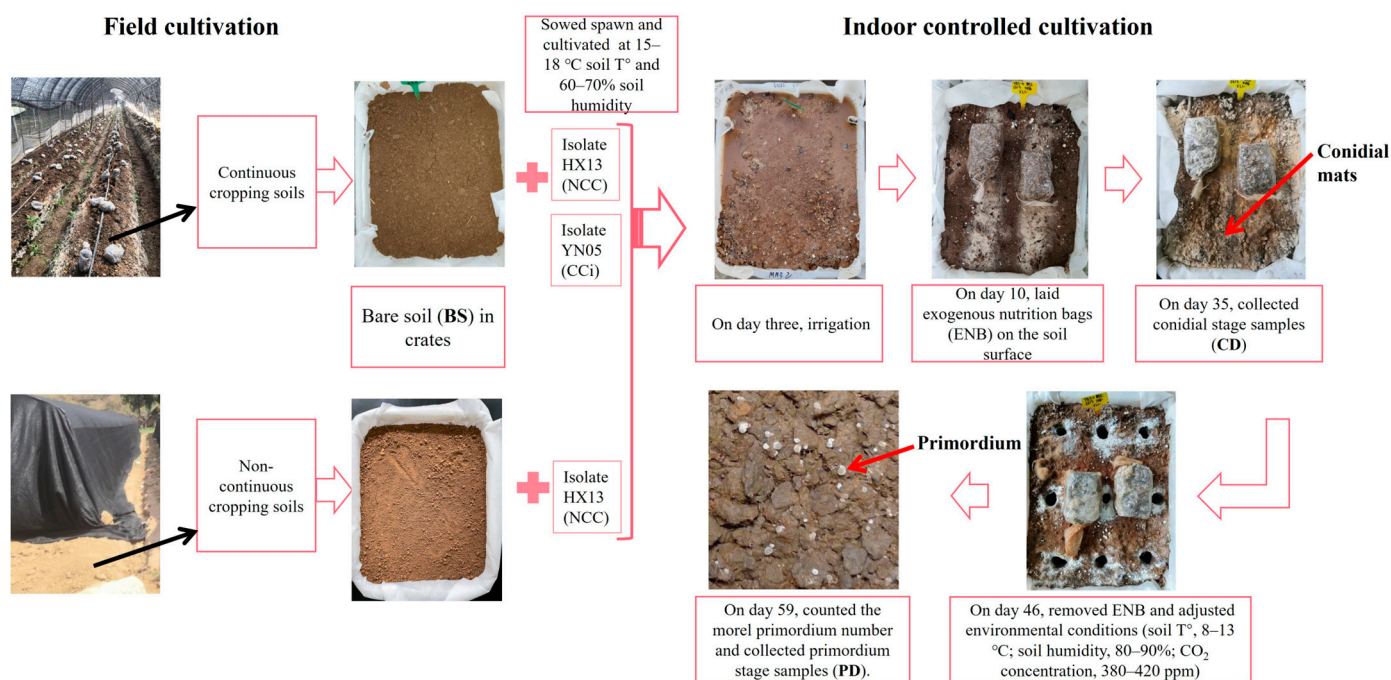 Field cultivation
Sowed spawn and
cultivated at 15–
18 ℃ soil T° and
60–70% soil
humidity
Indoor controlled cultivation
Continuous
cropping soils
Isolate
HX13
(NCC)
Isolate
YN05
(CCi)
Bare soil (BS) in
crates
On day three, irrigation
On day 10, laid
exogenous nutrition bags
(ENB) on the soil
surface
Conidial
mats
On day 35, collected
conidial stage samples
(CD)
Non-
continuous
cropping soils
Isolate
HX13
(NCC)
Primordium
On day 59, counted the
morel primordium number
and collected primordium
stage samples (PD).
On day 46, removed ENB and adjusted
environmental conditions (soil T°, 8–13
℃; soil humidity, 80–90%; CO₂
concentration, 380–420 ppm)